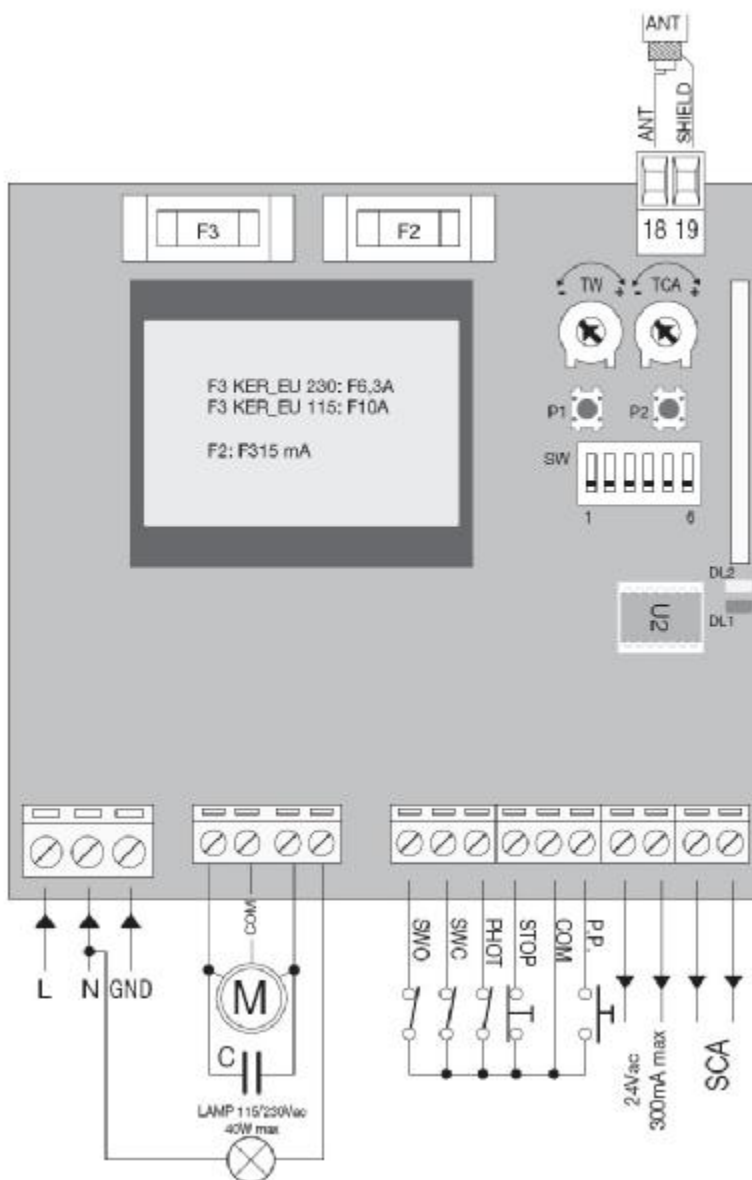 ANT
ANT
SHIELD
18 19
F3
F2
- TW +
- TCA +
F3 KER_EU 230: F6,3A
F3 KER_EU 115: F10A
F2: F315 mA
P1
P2
SW
1
6
DL2
DL1
U2
L
N
GND
COM
M
C
LAMP 115/230Vac
40W max
SWO
SWC
PHOT
STOP
COM
P.P.
24Vac
300mA max
SCA